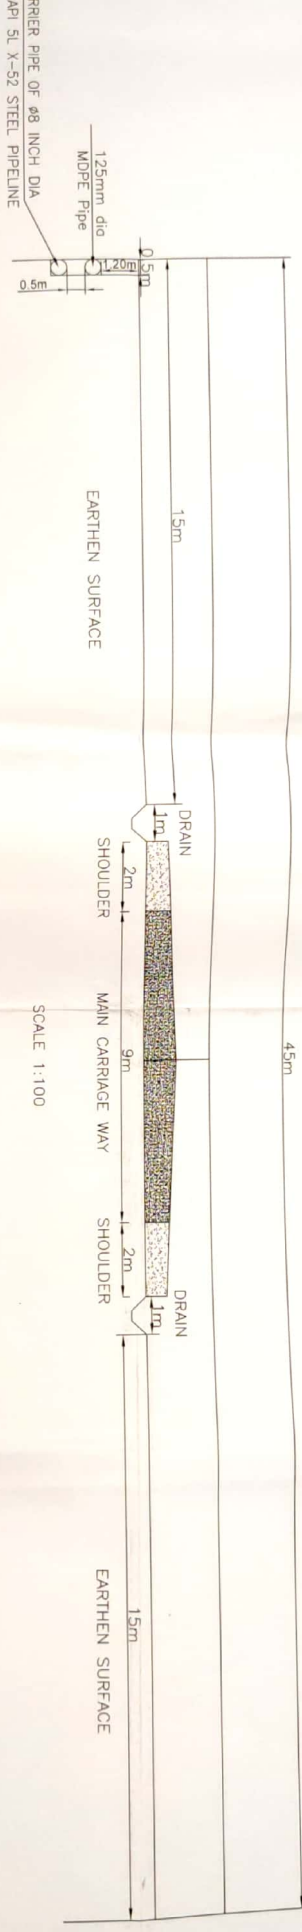 45m
15m
0.5m
1.20m
0.5m
125mm dia
MDPE Pipe
RRIER PIPE OF ø8 INCH DIA
API 5L X-52 STEEL PIPELINE
EARTHEN SURFACE
DRAIN
1m
2m
SHOULDER
9m
MAIN CARRIAGE WAY
2m
SHOULDER
DRAIN
1m
15m
EARTHEN SURFACE
SCALE 1:100